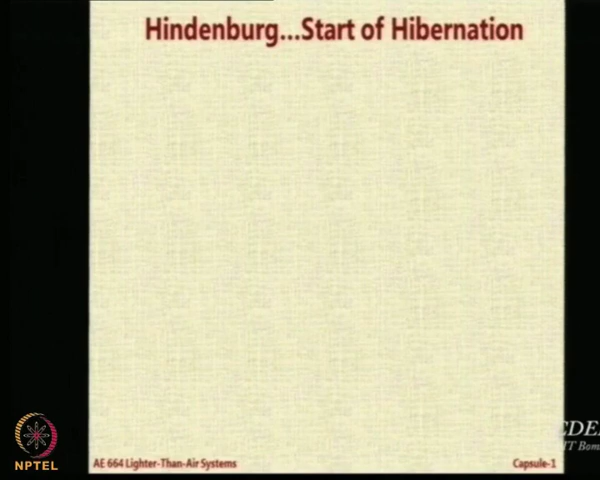 Hindenburg...Start of Hibernation
NPTEL
AE 664 Lighter-Than-Air Systems
Capsule-1